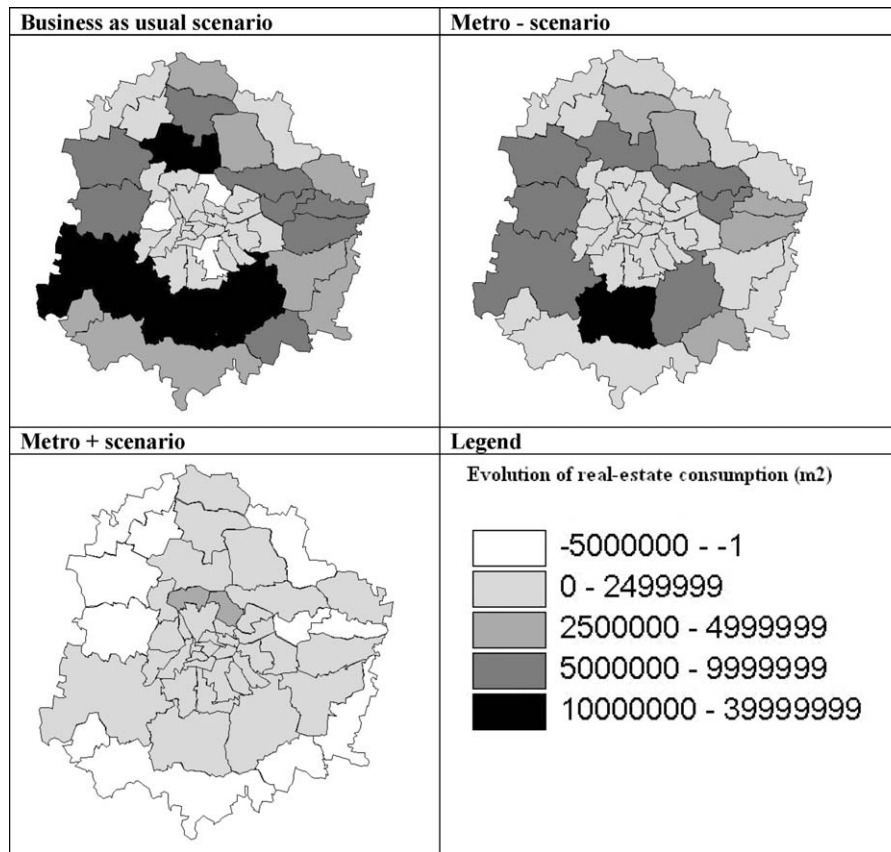 Business as usual scenario
Metro - scenario
Metro + scenario
Legend
Evolution of real-estate consumption (m2)
-5000000 - -1
0 - 2499999
2500000 - 4999999
5000000 - 9999999
10000000 - 39999999